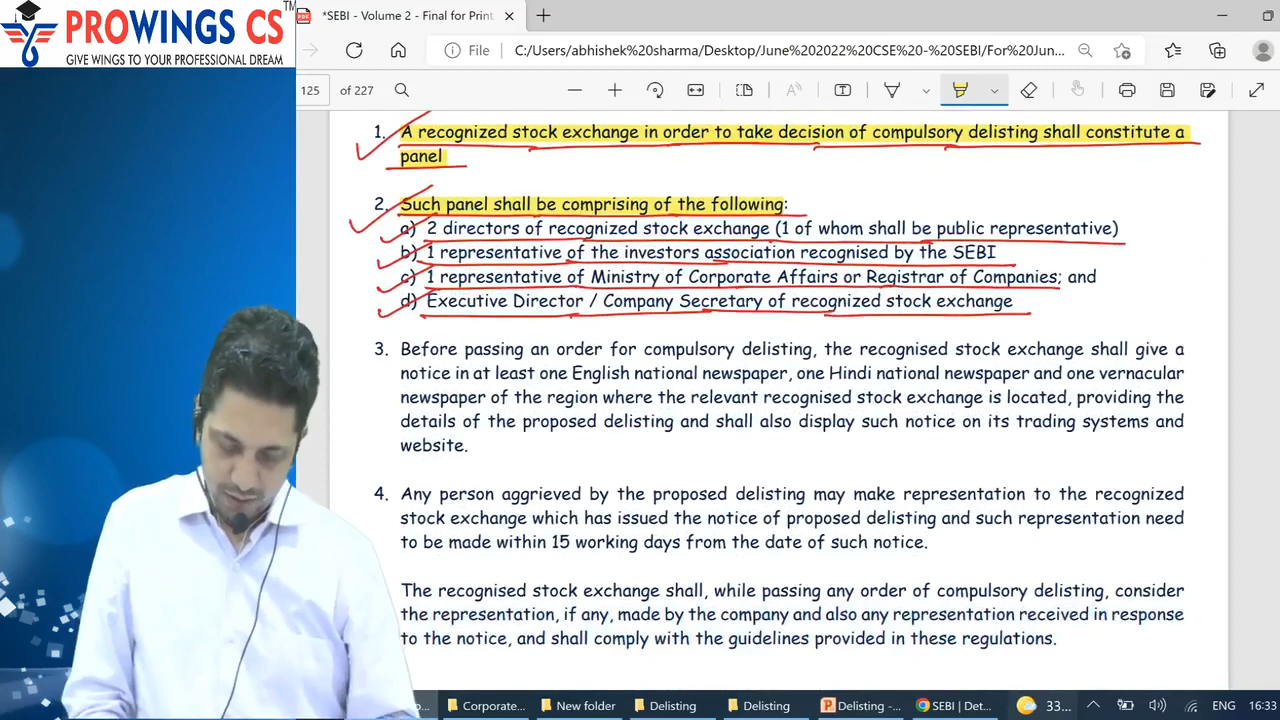 PROWINGS CS™
GIVE WINGS TO YOUR PROFESSIONAL DREAM
*SEBI - Volume 2 - Final for Print
File
C:/Users/abhishek%20sharma/Desktop/June%202022%20CSE%20-%20SEBI/For%20Jun...
125 of 227
1. A recognized stock exchange in order to take decision of compulsory delisting shall constitute a
panel
2. Such panel shall be comprising of the following:
a) 2 directors of recognized stock exchange (1 of whom shall be public representative)
b) 1 representative of the investors association recognised by the SEBI
c) 1 representative of Ministry of Corporate Affairs or Registrar of Companies; and
d) Executive Director / Company Secretary of recognized stock exchange
3. Before passing an order for compulsory delisting, the recognised stock exchange shall give a
notice in at least one English national newspaper, one Hindi national newspaper and one vernacular
newspaper of the region where the relevant recognised stock exchange is located, providing the
details of the proposed delisting and shall also display such notice on its trading systems and
website.
4. Any person aggrieved by the proposed delisting may make representation to the recognized
stock exchange which has issued the notice of proposed delisting and such representation need
to be made within 15 working days from the date of such notice.
The recognised stock exchange shall, while passing any order of compulsory delisting, consider
the representation, if any, made by the company and also any representation received in response
to the notice, and shall comply with the guidelines provided in these regulations.
Corporate...
New folder
Delisting
Delisting
Delisting -...
SEBI | Det...
33...
ENG
16:33